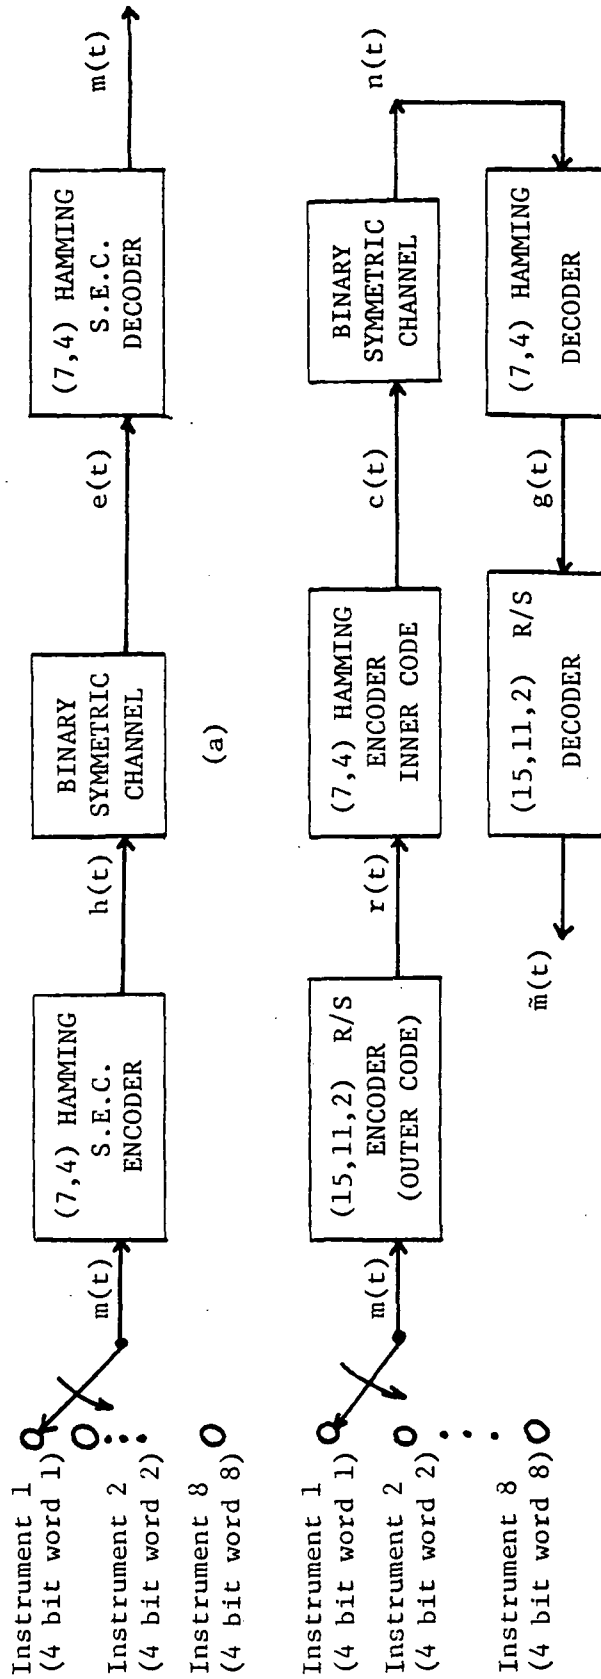 Instrument 1
(4 bit word 1)
Instrument 2
(4 bit word 2)
Instrument 8
(4 bit word 8)
m(t)
(7,4) HAMMING
S.E.C.
ENCODER
h(t)
BINARY
SYMMETRIC
CHANNEL
e(t)
(7,4) HAMMING
S.E.C.
DECODER
m(t)
(a)
Instrument 1
(4 bit word 1)
Instrument 2
(4 bit word 2)
Instrument 8
(4 bit word 8)
m(t)
(15,11,2) R/S
ENCODER
(OUTER CODE)
r(t)
(7,4) HAMMING
ENCODER
INNER CODE
c(t)
BINARY
SYMMETRIC
CHANNEL
n(t)
(7,4) HAMMING
DECODER
g(t)
(15,11,2) R/S
DECODER
m̃(t)